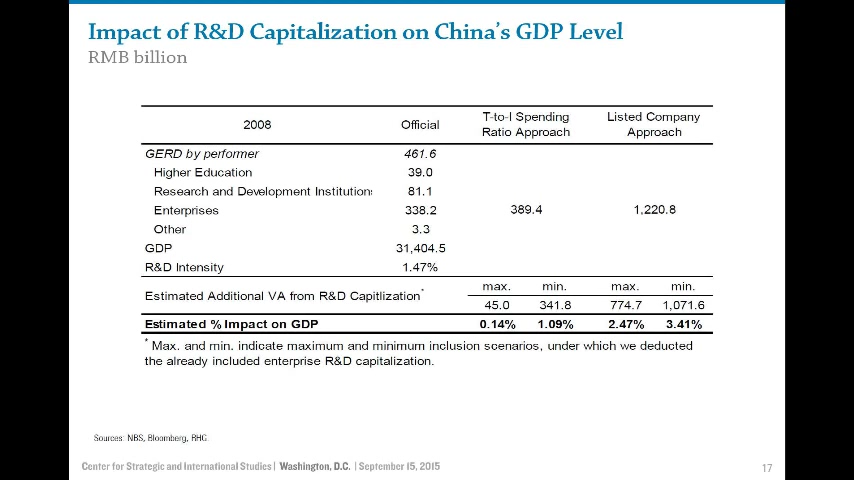 Impact of R&D Capitalization on China's GDP Level
RMB billion
2008 Official T-to-I Spending Ratio Approach Listed Company Approach
GERD by performer 461.6
Higher Education 39.0
Research and Development Institutions 81.1
Enterprises 338.2 389.4 1,220.8
Other 3.3
GDP 31,404.5
R&D Intensity 1.47%
max. min. max. min.
Estimated Additional VA from R&D Capitlization* 45.0 341.8 774.7 1,071.6
Estimated % Impact on GDP 0.14% 1.09% 2.47% 3.41%
* Max. and min. indicate maximum and minimum inclusion scenarios, under which we deducted
the already included enterprise R&D capitalization.
Sources: NBS, Bloomberg, RHG.
Center for Strategic and International Studies | Washington, D.C. | September 15, 2015 17